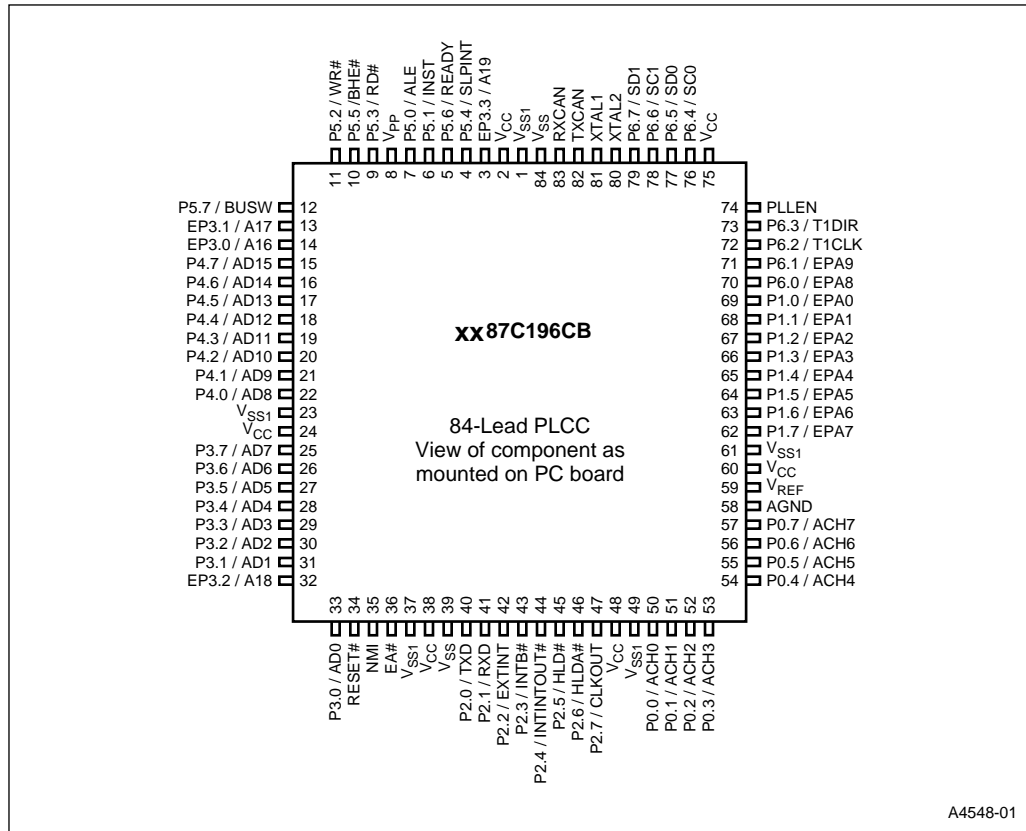 P5.2 / WR#
P5.5 /BHE#
P5.3 / RD#
VPP
P5.0 / ALE
P5.1 / INST
P5.6 / READY
P5.4 / SLPINT
EP3.3 / A19
VCC
VSS1
VSS
RXCAN
TXCAN
XTAL1
XTAL2
P6.7 / SD1
P6.6 / SC1
P6.5 / SD0
P6.4 / SC0
VCC
11 10 9 8 7 6 5 4 3 2 1 84 83 82 81 80 79 78 77 76 75
P5.7 / BUSW 12
EP3.1 / A17 13
EP3.0 / A16 14
P4.7 / AD15 15
P4.6 / AD14 16
P4.5 / AD13 17
P4.4 / AD12 18
P4.3 / AD11 19
P4.2 / AD10 20
P4.1 / AD9 21
P4.0 / AD8 22
VSS1 23
VCC 24
P3.7 / AD7 25
P3.6 / AD6 26
P3.5 / AD5 27
P3.4 / AD4 28
P3.3 / AD3 29
P3.2 / AD2 30
P3.1 / AD1 31
EP3.2 / A18 32
xx87C196CB
84-Lead PLCC
View of component as
mounted on PC board
74 PLLEN
73 P6.3 / T1DIR
72 P6.2 / T1CLK
71 P6.1 / EPA9
70 P6.0 / EPA8
69 P1.0 / EPA0
68 P1.1 / EPA1
67 P1.2 / EPA2
66 P1.3 / EPA3
65 P1.4 / EPA4
64 P1.5 / EPA5
63 P1.6 / EPA6
62 P1.7 / EPA7
61 VSS1
60 VCC
59 VREF
58 AGND
57 P0.7 / ACH7
56 P0.6 / ACH6
55 P0.5 / ACH5
54 P0.4 / ACH4
33 34 35 36 37 38 39 40 41 42 43 44 45 46 47 48 49 50 51 52 53
P3.0 / AD0
RESET#
NMI
EA#
VSS1
VCC
VSS
P2.0 / TXD
P2.1 / RXD
P2.2 / EXTINT
P2.3 / INTB#
P2.4 / INTINTOUT#
P2.5 / HLD#
P2.6 / HLDA#
P2.7 / CLKOUT
VCC
VSS1
P0.0 / ACH0
P0.1 / ACH1
P0.2 / ACH2
P0.3 / ACH3
A4548-01